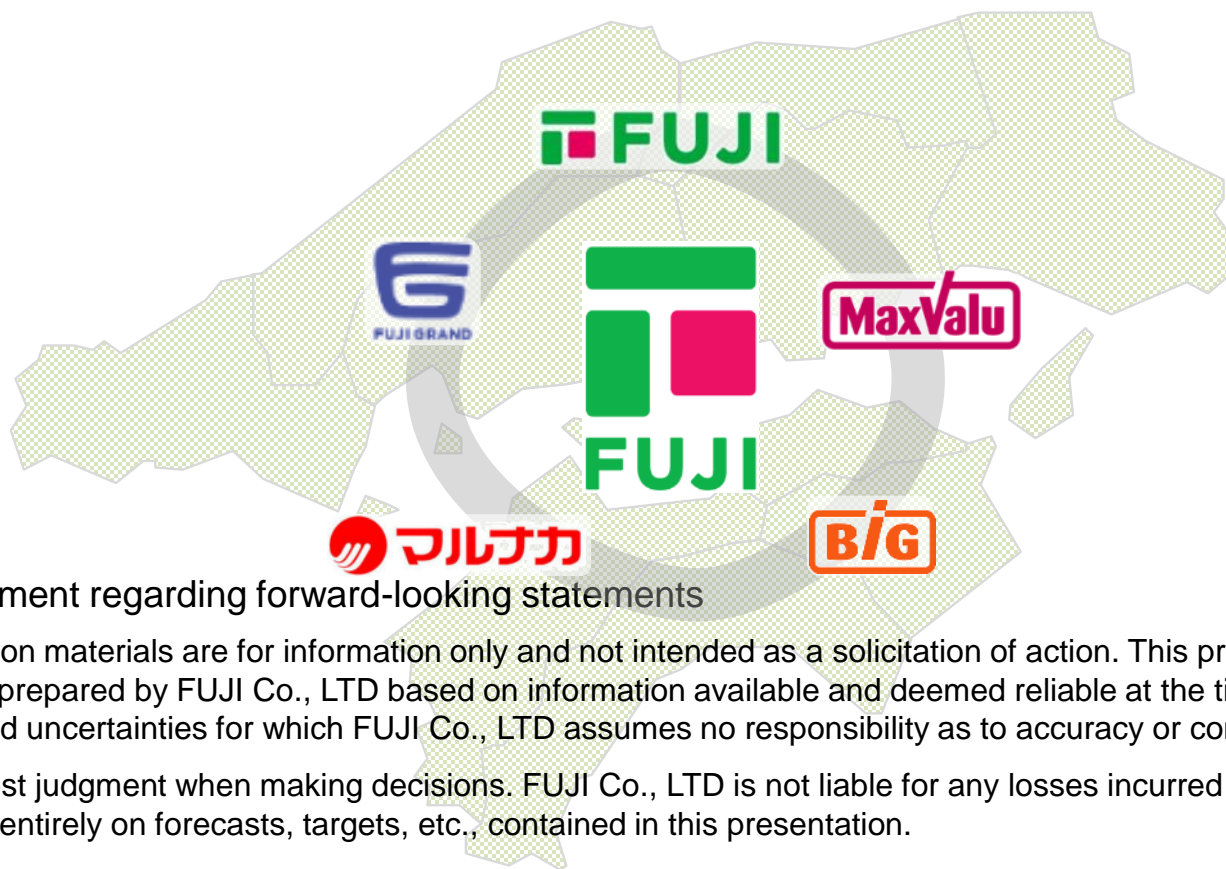 FUJI
FUJI GRAND
MaxValu
FUJI
マルナカ
BIG
ment regarding forward-looking statements
on materials are for information only and not intended as a solicitation of action. This pr
prepared by FUJI Co., LTD based on information available and deemed reliable at the ti
d uncertainties for which FUJI Co., LTD assumes no responsibility as to accuracy or co
st judgment when making decisions. FUJI Co., LTD is not liable for any losses incurred
entirely on forecasts, targets, etc., contained in this presentation.